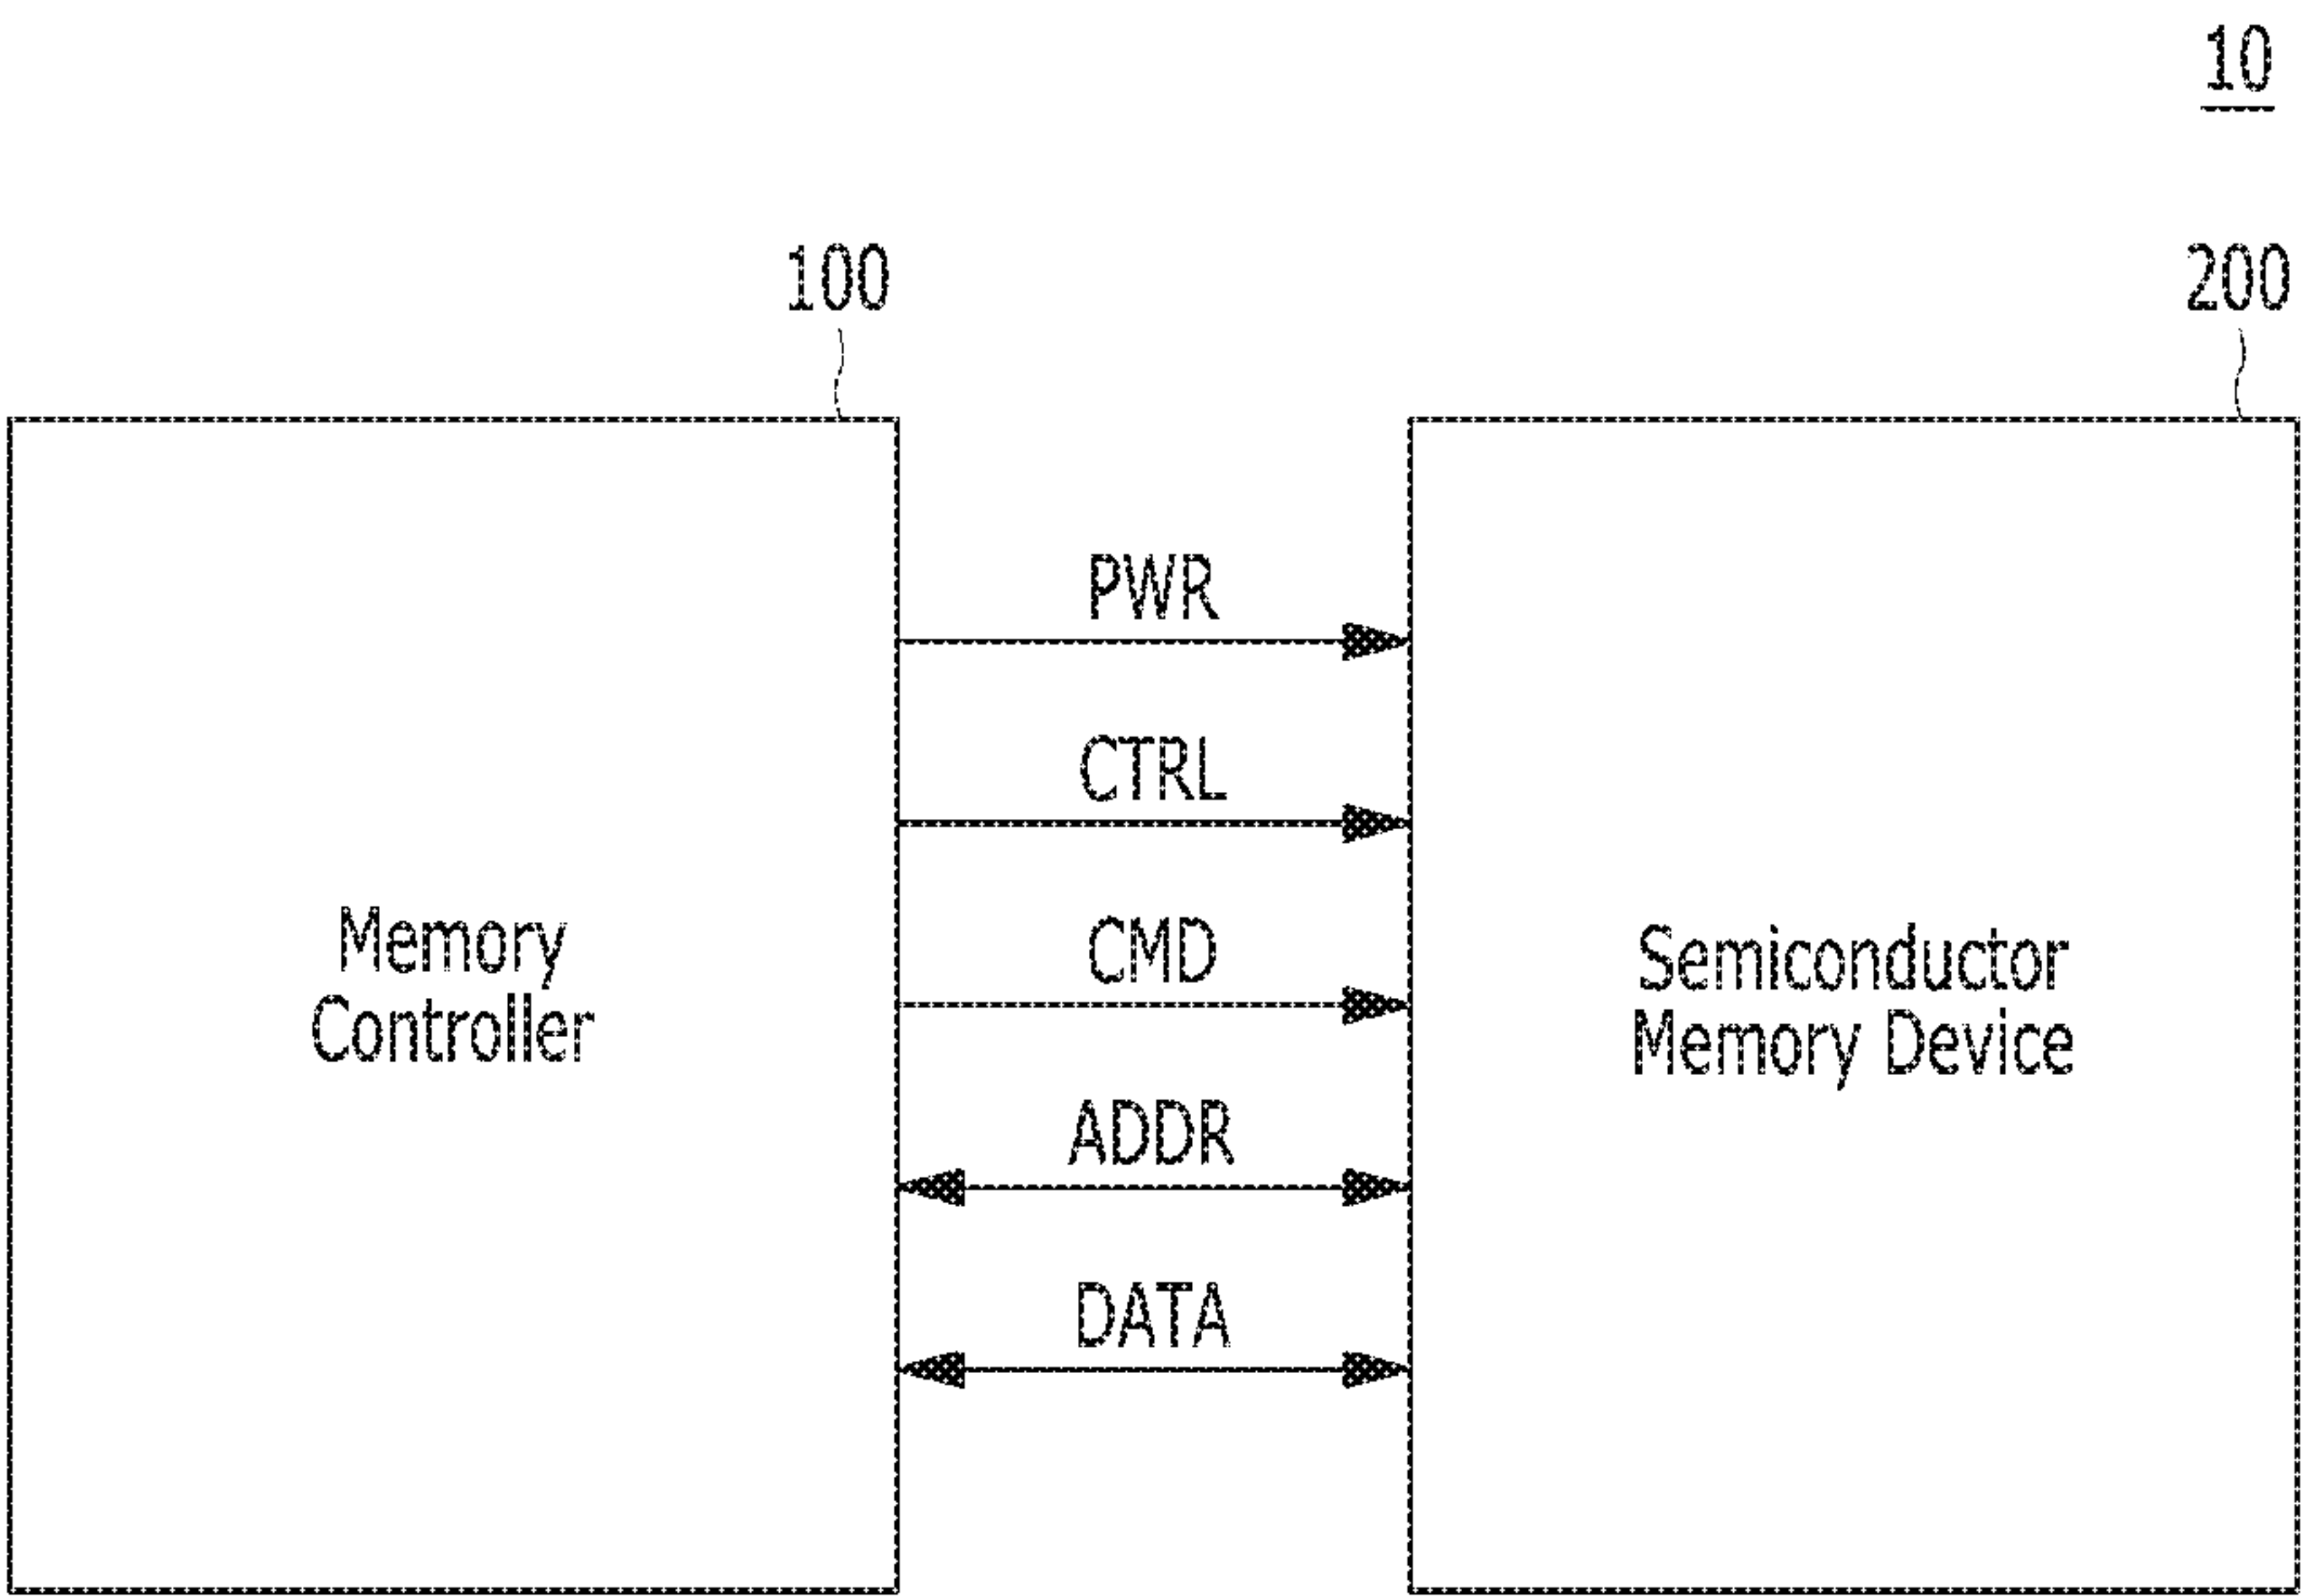 10
100
200
PWR
CTRL
CMD
ADDR
DATA
Memory
Controller
Semiconductor
Memory Device